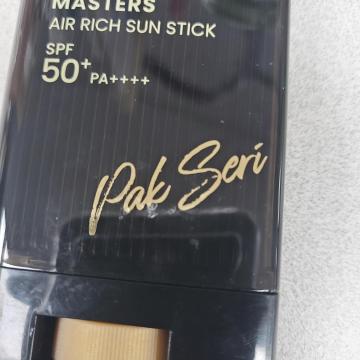 MASTERS
AIR RICH SUN STICK
SPF
50+ PA++++
Pak Seri